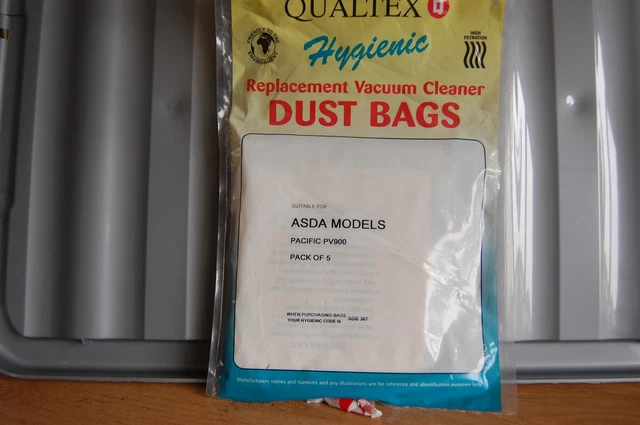 QUALTEX
Hygienic
HIGH
FILTRATION
Replacement Vacuum Cleaner
DUST BAGS
SUITABLE FOR
ASDA MODELS
PACIFIC PV900
PACK OF 5
WHEN PURCHASING BAGS
YOUR HYGIENIC CODE IS SDB 367
Manufacturers names and numbers and any illustrations are for reference and identification purposes only.